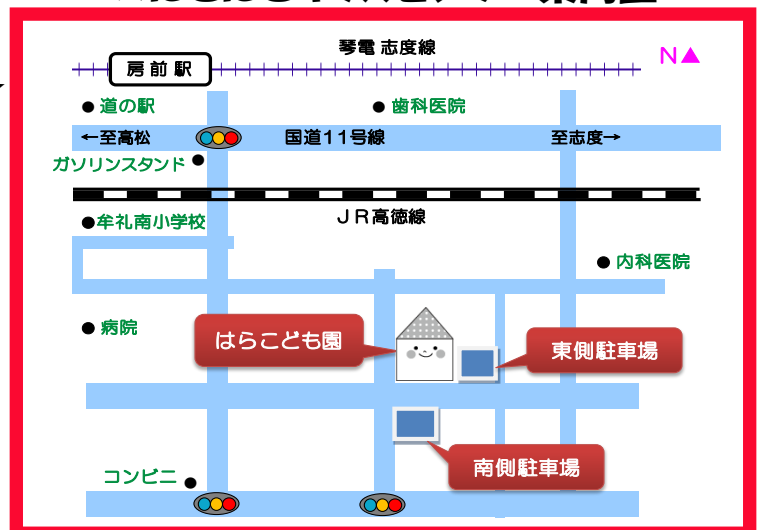 琴電 志度線
N▲
房前駅
道の駅
歯科医院
←至高松
国道11号線
至志度→
ガソリンスタンド
JR高徳線
牟礼南小学校
内科医院
病院
はらこども園
東側駐車場
南側駐車場
コンビニ